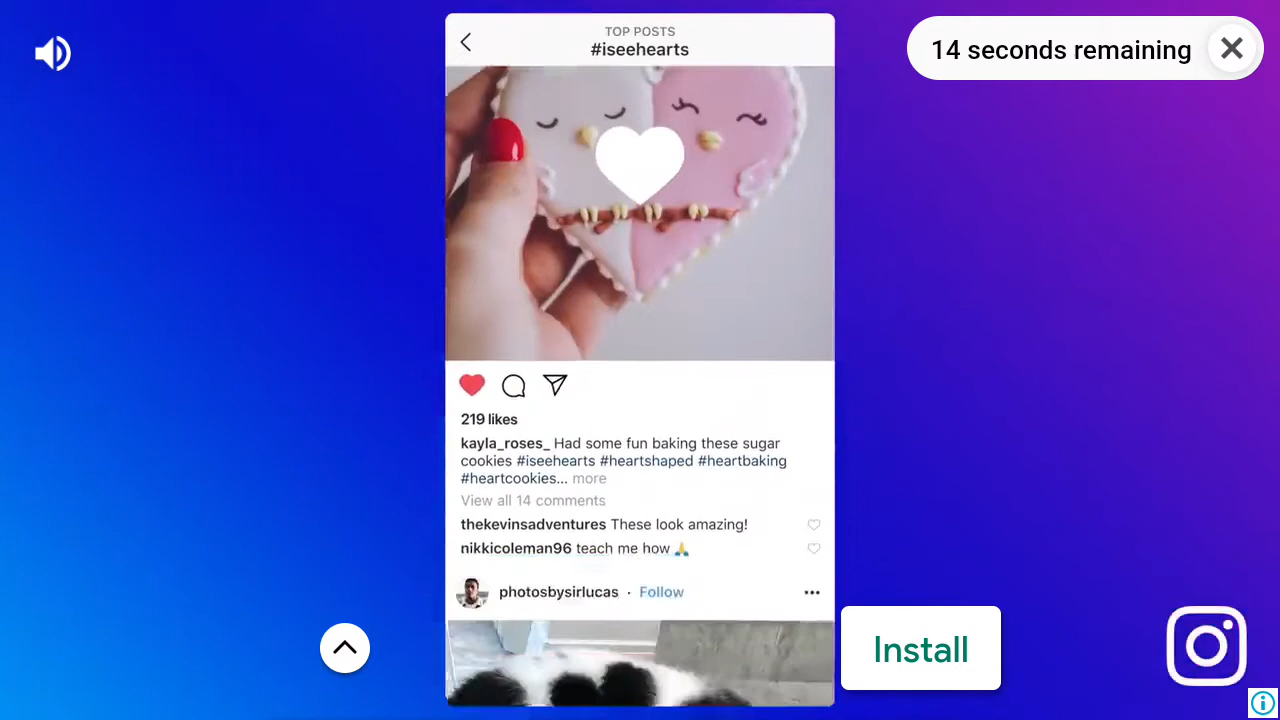 TOP POSTS
#iseehearts
14 seconds remaining
219 likes
kayla_roses_ Had some fun baking these sugar
cookies #iseehearts #heartshaped #heartbaking
#heartcookies... more
View all 14 comments
thekevinsadventures These look amazing!
nikkicoleman96 teach me how 🙏
photosbysirlucas · Follow
Install